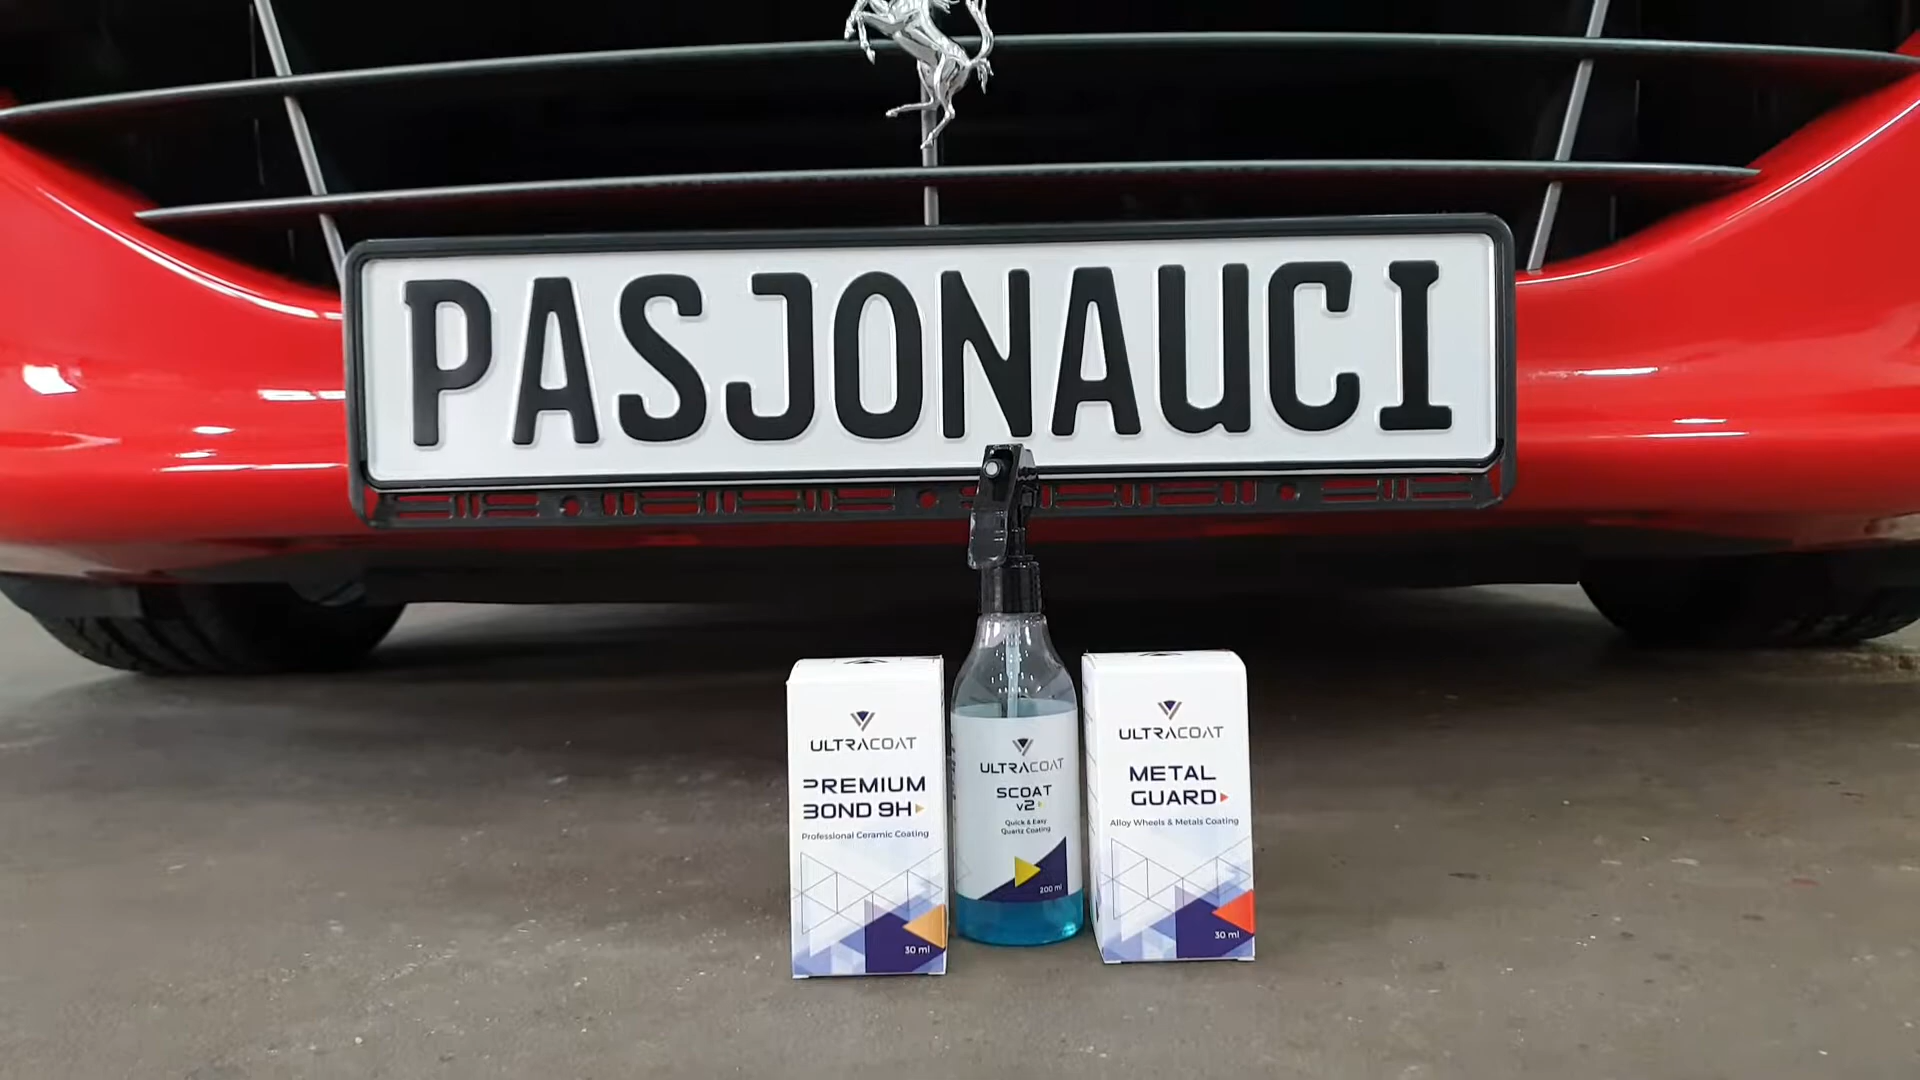 PASJONAUCI
ULTRACOAT
PREMIUM
BOND 9H
Professional Ceramic Coating
30 ml
ULTRACOAT
SCOAT
v2
Quick & Easy
Quartz Coating
200 ml
ULTRACOAT
METAL
GUARD
Alloy Wheels & Metals Coating
30 ml